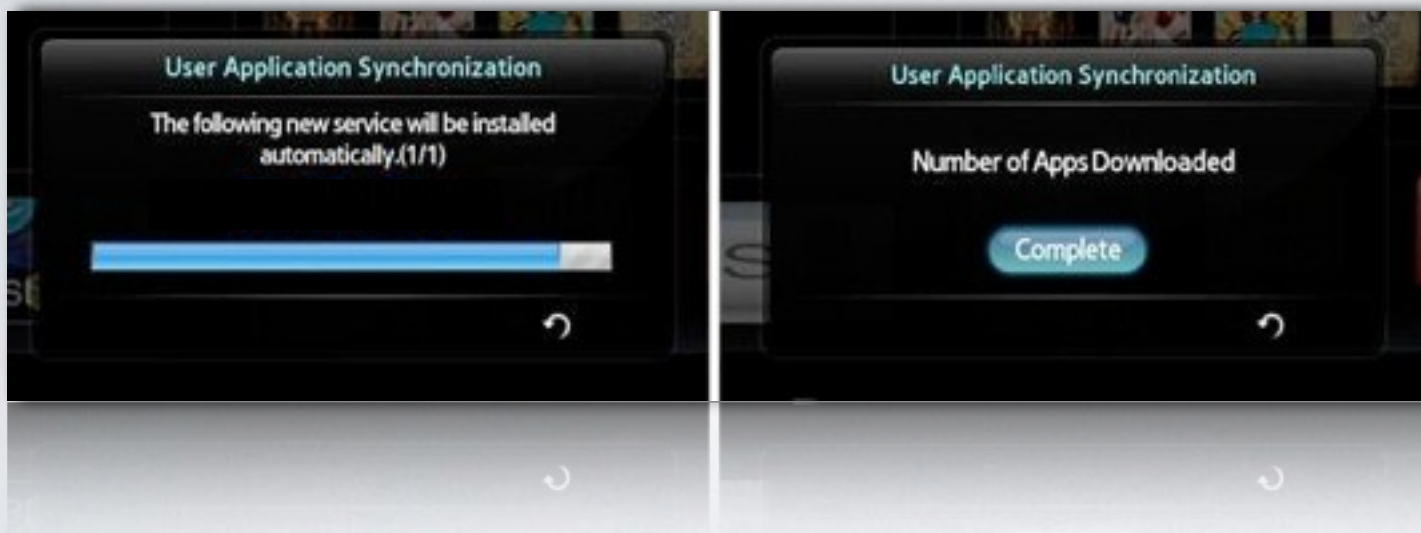 User Application Synchronization
The following new service will be installed
automatically.(1/1)
User Application Synchronization
Number of Apps Downloaded
Complete